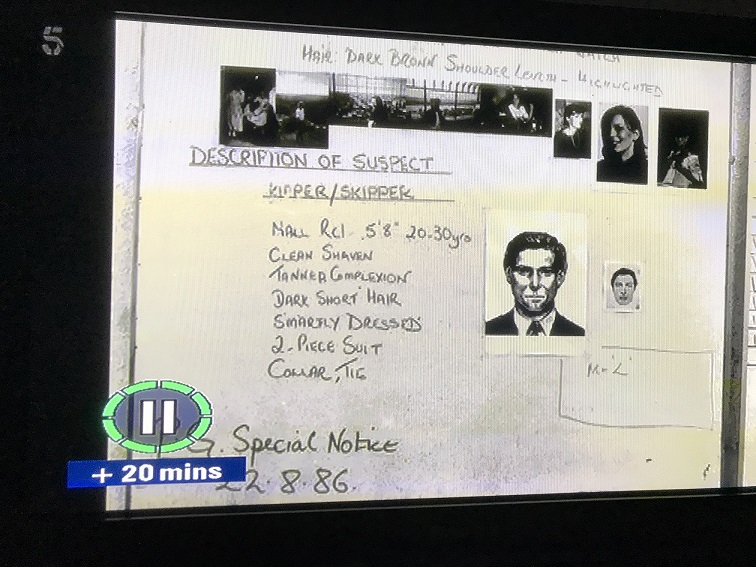 5
HAIR: DARK BROWN SHOULDER LENGTH - HIGHLIGHTED
DESCRIPTION OF SUSPECT
KIPPER/SKIPPER
MALE RC1 5'8" 20-30yrs
CLEAN SHAVEN
TANNED COMPLEXION
DARK SHORT HAIR
SMARTLY DRESSED
2-PIECE SUIT
COLLAR, TIE
Mr 'L'
P.G. Special Notice
22.8.86.
+ 20 mins